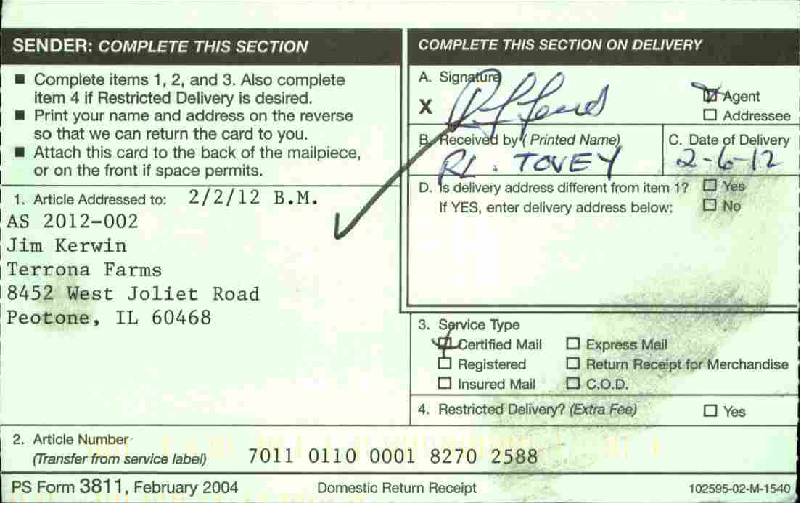 SENDER: COMPLETE THIS SECTION
■ Complete items 1, 2, and 3. Also complete
item 4 if Restricted Delivery is desired.
■ Print your name and address on the reverse
so that we can return the card to you.
■ Attach this card to the back of the mailpiece,
or on the front if space permits.
1. Article Addressed to: 2/2/12 B.M.
AS 2012-002
Jim Kerwin
Terrona Farms
8452 West Joliet Road
Peotone, IL 60468
2. Article Number
(Transfer from service label) 7011 0110 0001 8270 2588
COMPLETE THIS SECTION ON DELIVERY
A. Signature
X
☑ Agent
☐ Addressee
B. Received by (Printed Name)
RL. TOVEY
C. Date of Delivery
2-6-12
D. Is delivery address different from item 1? ☐ Yes
If YES, enter delivery address below: ☐ No
3. Service Type
☑ Certified Mail ☐ Express Mail
☐ Registered ☐ Return Receipt for Merchandise
☐ Insured Mail ☐ C.O.D.
4. Restricted Delivery? (Extra Fee) ☐ Yes
PS Form 3811, February 2004 Domestic Return Receipt 102595-02-M-1540